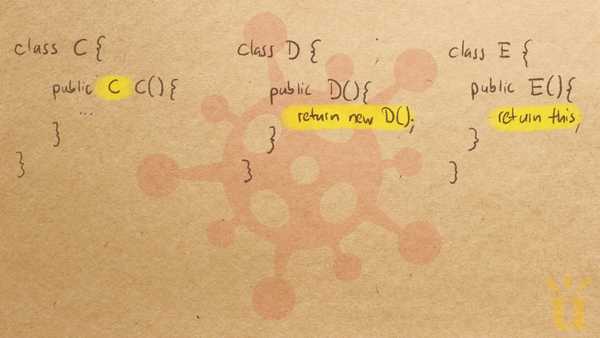 class C {
public C C() {
...
}
}
class D {
public D(){
return new D();
}
}
class E {
public E(){
return this;
}
}
u